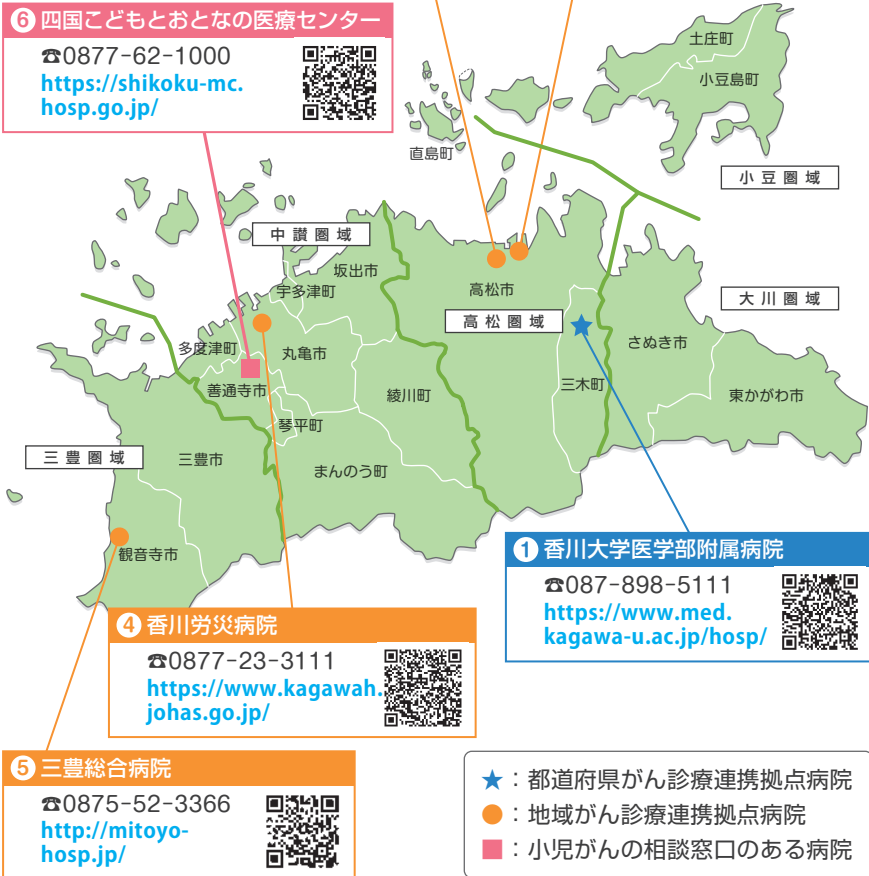 6 四国こどもとおとなの医療センター
☎0877-62-1000
https://shikoku-mc.
hosp.go.jp/
土庄町
小豆島町
直島町
小豆圏域
中讃圏域
坂出市
宇多津町
高松市
大川圏域
高松圏域
多度津町
丸亀市
さぬき市
善通寺市
綾川町
三木町
東かがわ市
琴平町
三豊圏域
三豊市
まんのう町
観音寺市
1 香川大学医学部附属病院
☎087-898-5111
https://www.med.
kagawa-u.ac.jp/hosp/
4 香川労災病院
☎0877-23-3111
https://www.kagawah.
johas.go.jp/
5 三豊総合病院
☎0875-52-3366
http://mitoyo-
hosp.jp/
★：都道府県がん診療連携拠点病院
●：地域がん診療連携拠点病院
■：小児がんの相談窓口のある病院